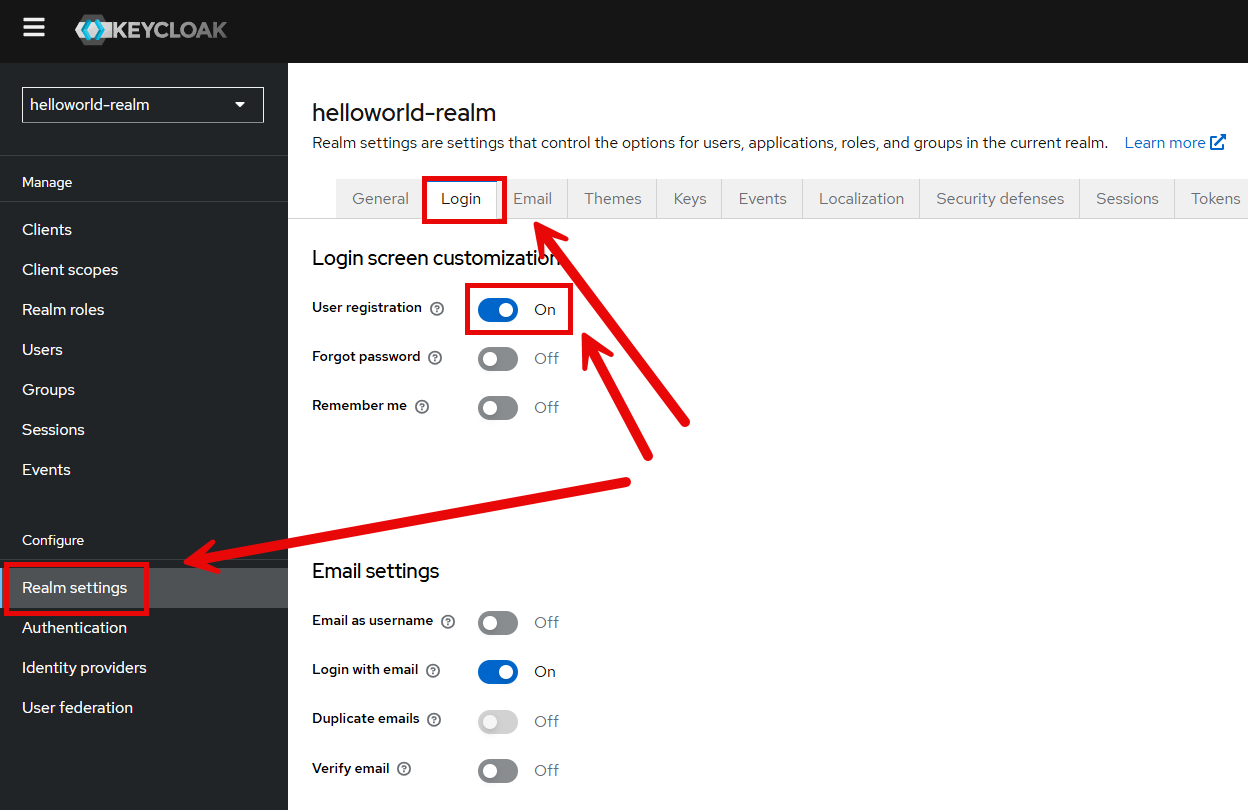 KEYCLOAK
helloworld-realm
Manage
Clients
Client scopes
Realm roles
Users
Groups
Sessions
Events
Configure
Realm settings
Authentication
Identity providers
User federation
helloworld-realm
Realm settings are settings that control the options for users, applications, roles, and groups in the current realm. Learn more
General Login Email Themes Keys Events Localization Security defenses Sessions Tokens
Login screen customization
User registration ? On
Forgot password ? Off
Remember me ? Off
Email settings
Email as username ? Off
Login with email ? On
Duplicate emails ? Off
Verify email ? Off